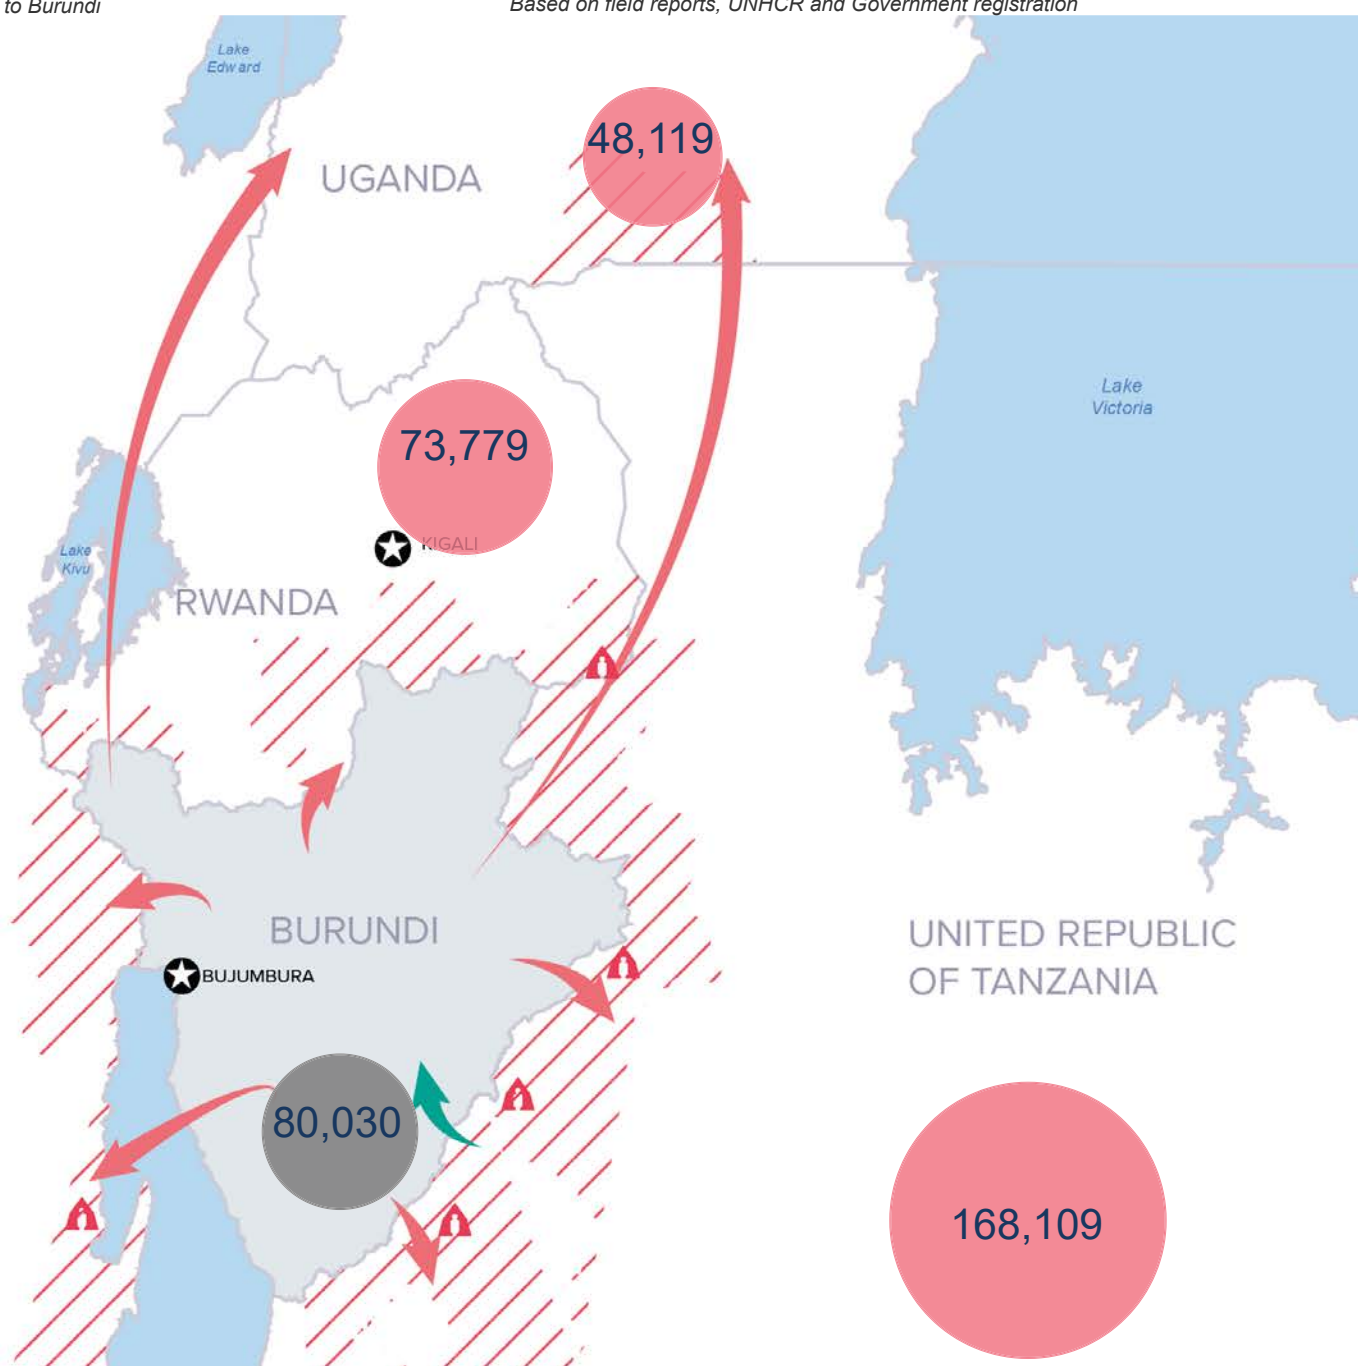 to Burundi
Based on field reports, UNHCR and Government registration
Lake
Edward
48,119
UGANDA
Lake
Victoria
73,779
KIGALI
Lake
Kivu
RWANDA
BURUNDI
UNITED REPUBLIC
OF TANZANIA
BUJUMBURA
80,030
168,109